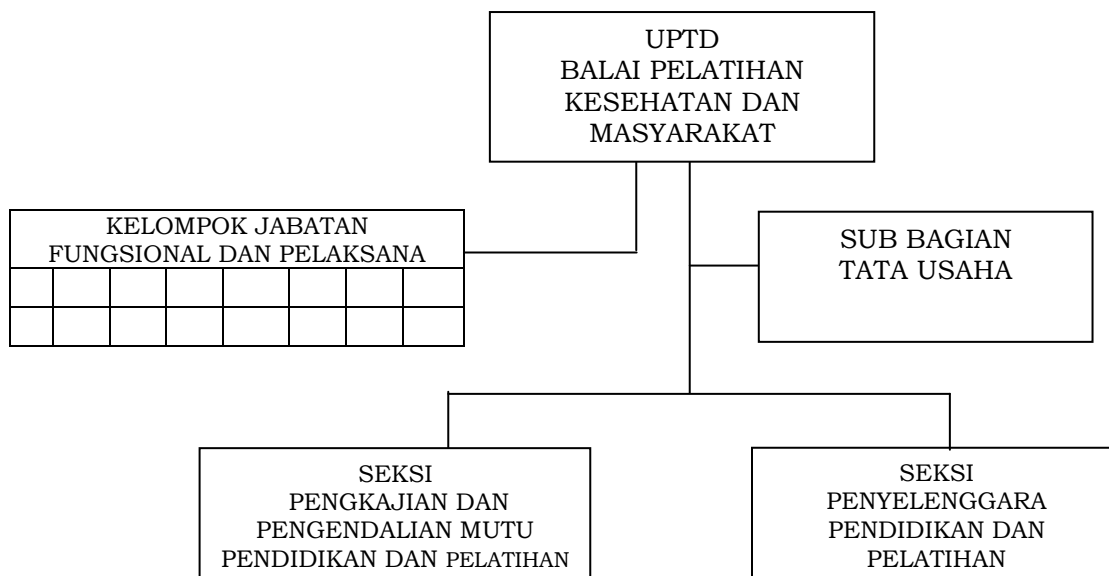 UPTD
BALAI PELATIHAN
KESEHATAN DAN
MASYARAKAT
KELOMPOK JABATAN
FUNGSIONAL DAN PELAKSANA
SUB BAGIAN
TATA USAHA
SEKSI
PENGKAJIAN DAN
PENGENDALIAN MUTU
PENDIDIKAN DAN PELATIHAN
SEKSI
PENYELENGGARA
PENDIDIKAN DAN
PELATIHAN